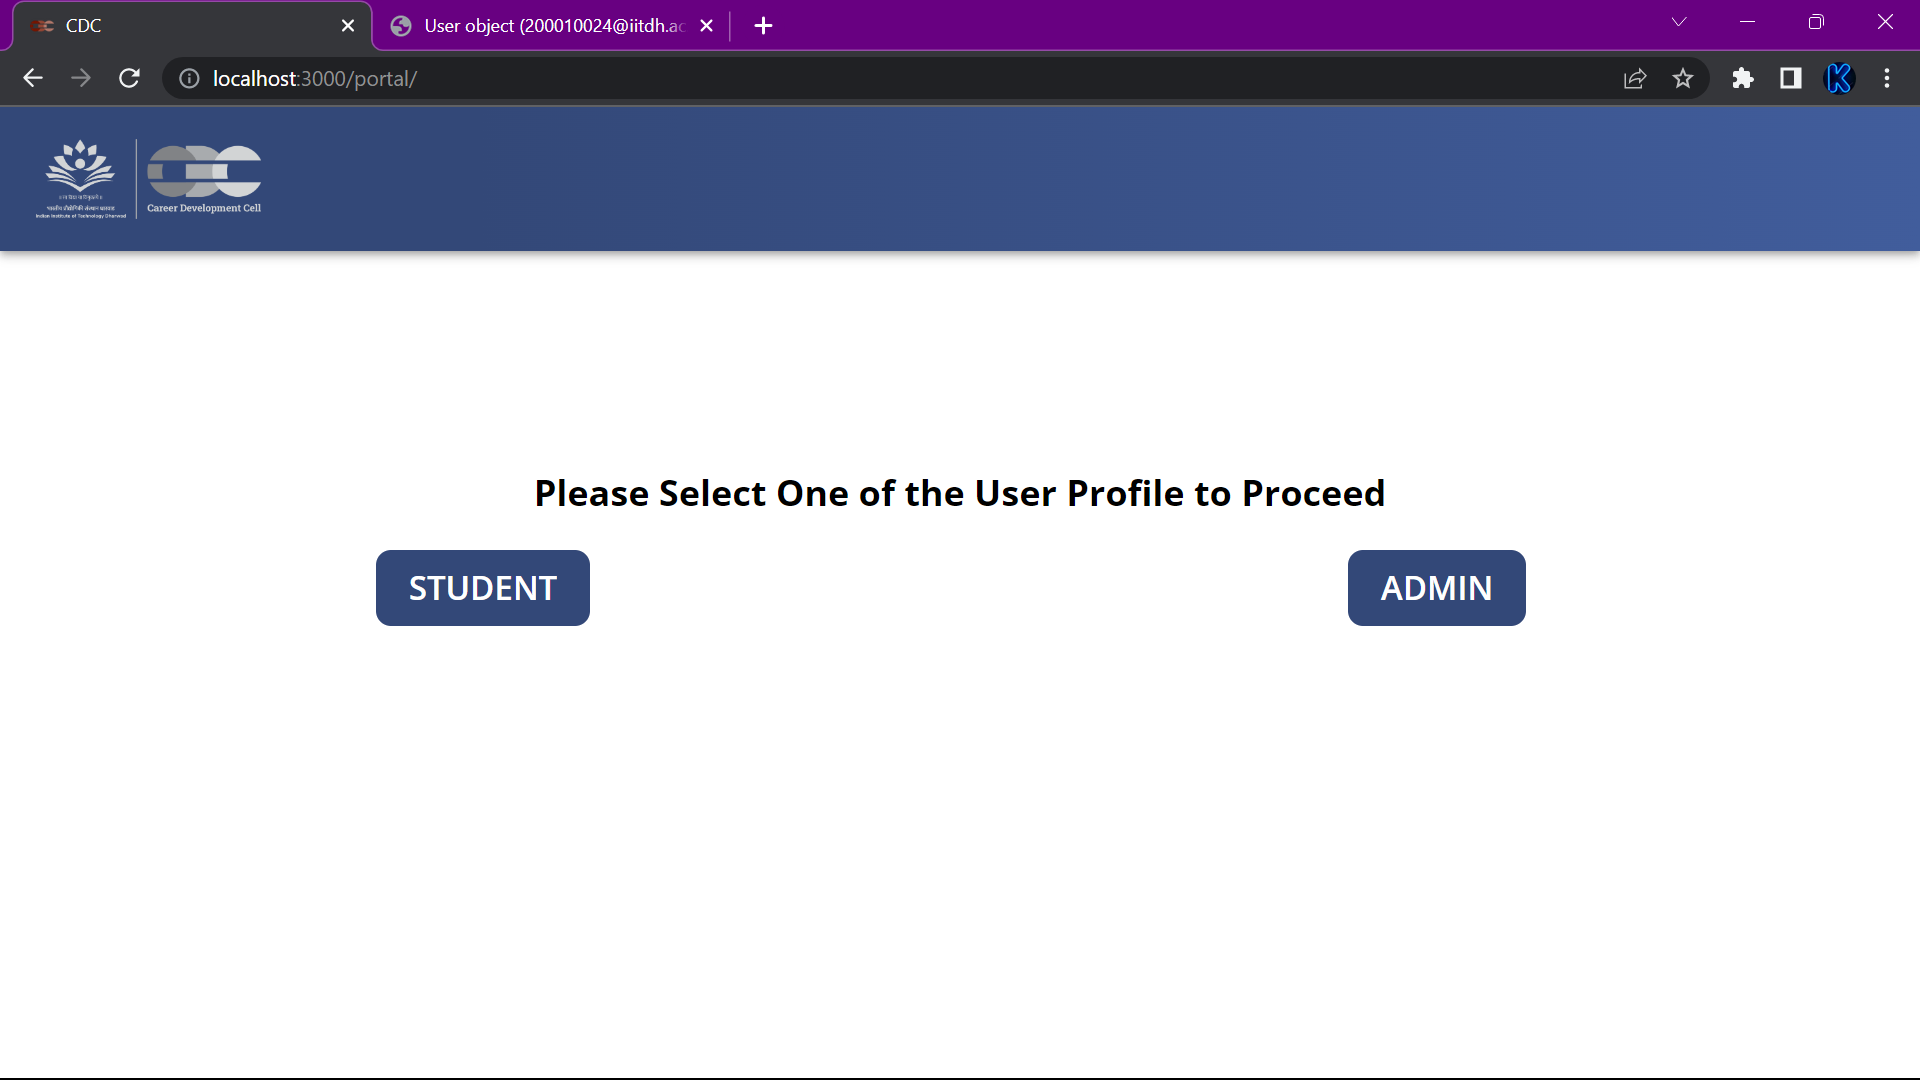 CDC
User object (200010024@iitdh.ac
localhost:3000/portal/
Indian Institute of Technology Dharwad
Career Development Cell
Please Select One of the User Profile to Proceed
STUDENT
ADMIN